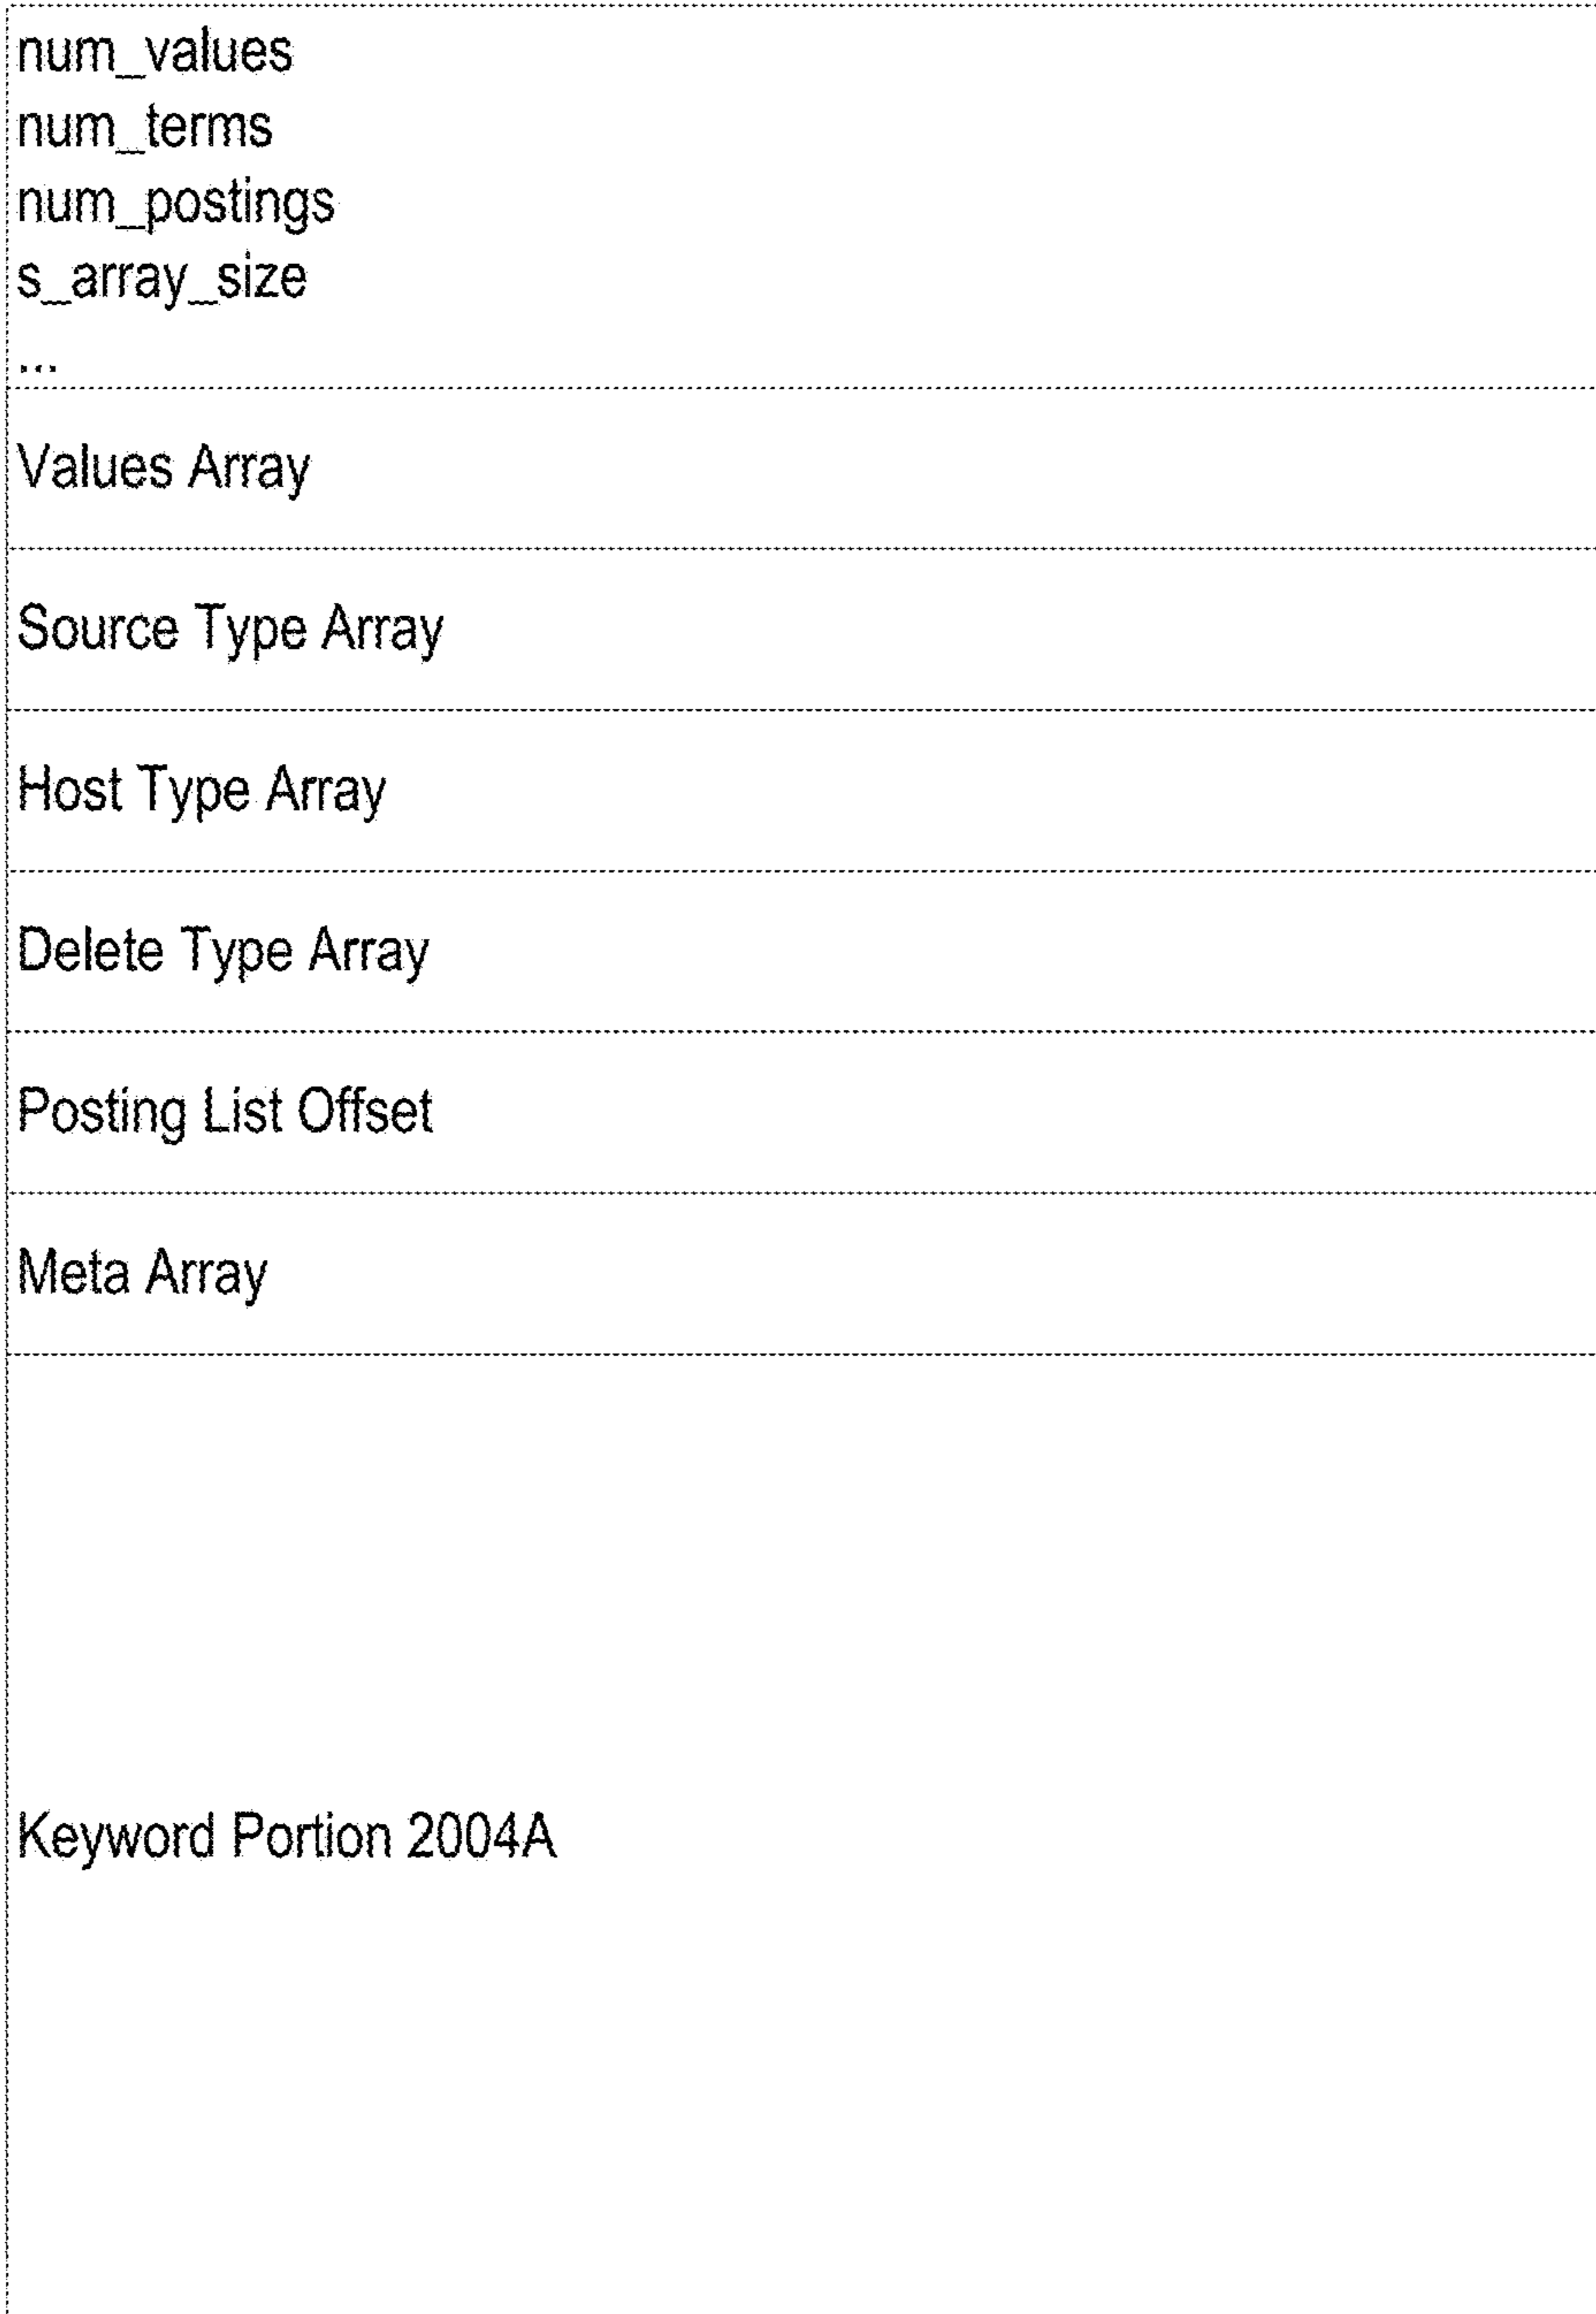 num_values
num_terms
num_postings
s_array_size
...
Values Array
Source Type Array
Host Type Array
Delete Type Array
Posting List Offset
Meta Array
Keyword Portion 2004A